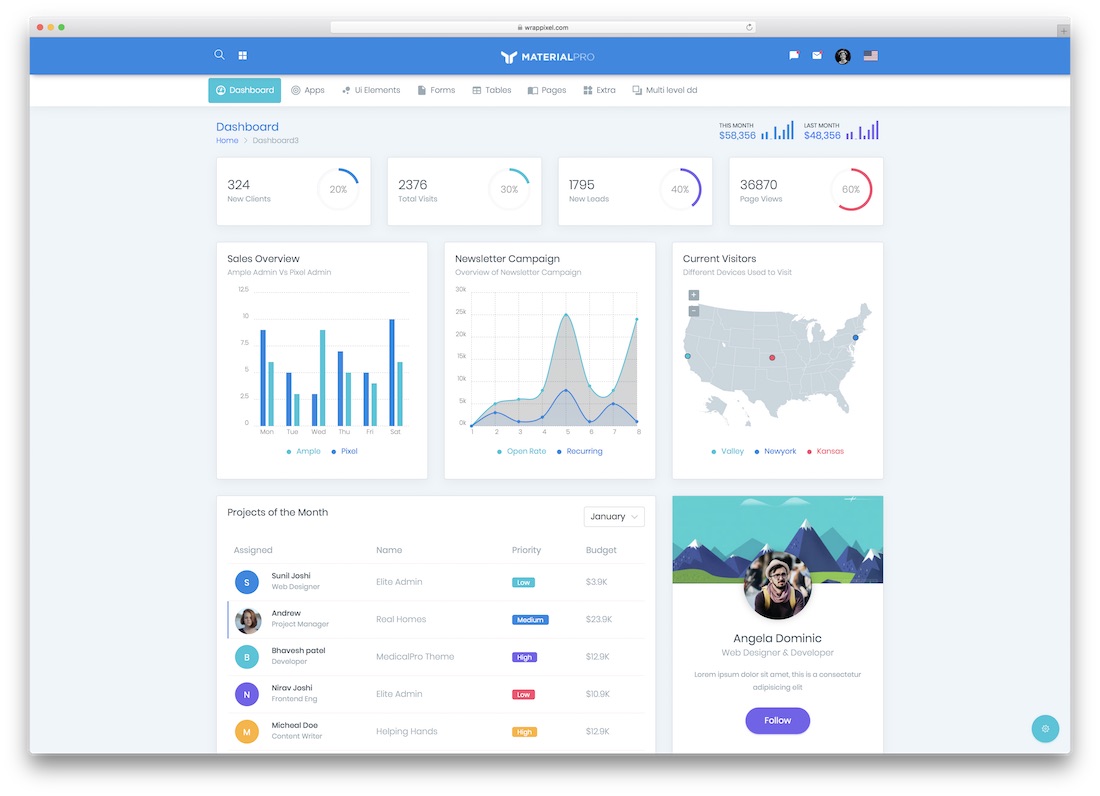 wrappixel.com
MATERIALPRO
Dashboard Apps Ui Elements Forms Tables Pages Extra Multi level dd
Dashboard
Home > Dashboard3
THIS MONTH
$58,356
LAST MONTH
$48,356
324
New Clients
20%
2376
Total Visits
30%
1795
New Leads
40%
36870
Page Views
60%
Sales Overview
Ample Admin Vs Pixel Admin
12.5
10
7.5
5
2.5
0
Mon Tue Wed Thu Fri Sat
Ample Pixel
Newsletter Campaign
Overview of Newsletter Campaign
30k
25k
20k
15k
10k
5k
0k
1 2 3 4 5 6 7 8
Open Rate Recurring
Current Visitors
Different Devices Used to Visit
+
-
Valley Newyork Kansas
Projects of the Month
January
Assigned Name Priority Budget
S
Sunil Joshi
Web Designer
Elite Admin Low $3.9K
Andrew
Project Manager
Real Homes Medium $23.9K
B
Bhavesh patel
Developer
MedicalPro Theme High $12.9K
N
Nirav Joshi
Frontend Eng
Elite Admin Low $10.9K
M
Micheal Doe
Content Writer
Helping Hands High $12.9K
Angela Dominic
Web Designer & Developer
Lorem ipsum dolor sit amet, this is a consectetur
adipisicing elit
Follow